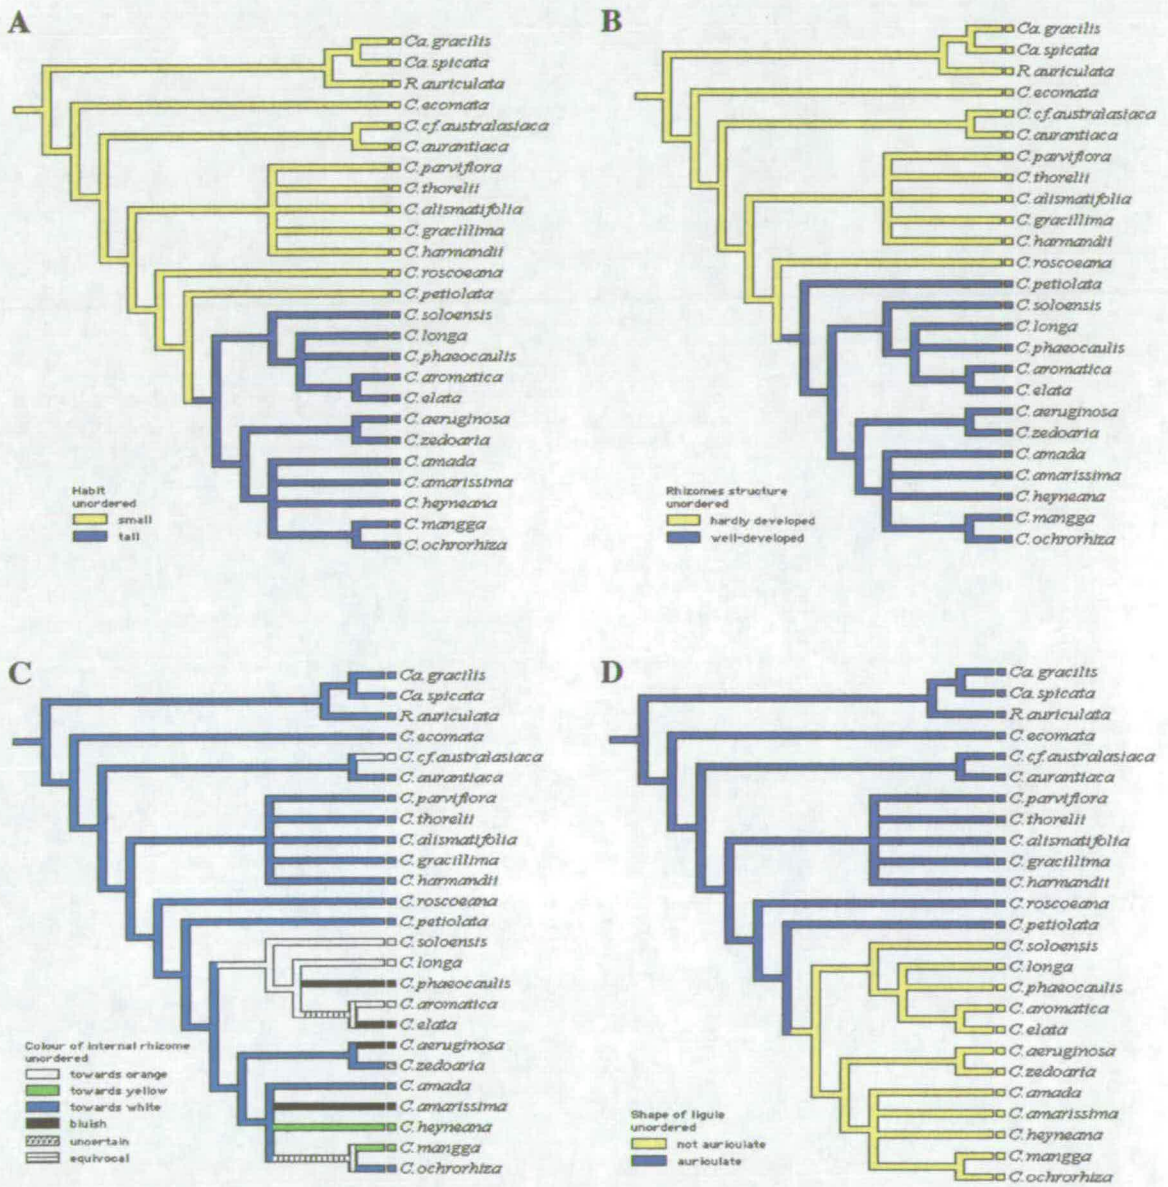 A
Ca. gracilis
Ca. spicata
R. auriculata
C. ecomata
C. cf. australasiaca
C. aurantiaca
C. parviflora
C. thorelii
C. alismatifolia
C. gracillima
C. harmandii
C. roscoeana
C. petiolata
C. soloensis
C. longa
C. phaeocaulis
C. aromatica
C. elata
C. aeruginosa
C. zedoaria
C. amada
C. amarissima
C. heyneana
C. mangga
C. ochrorhiza
Habit
unordered
small
tall
B
Ca. gracilis
Ca. spicata
R. auriculata
C. ecomata
C. cf. australasiaca
C. aurantiaca
C. parviflora
C. thorelii
C. alismatifolia
C. gracillima
C. harmandii
C. roscoeana
C. petiolata
C. soloensis
C. longa
C. phaeocaulis
C. aromatica
C. elata
C. aeruginosa
C. zedoaria
C. amada
C. amarissima
C. heyneana
C. mangga
C. ochrorhiza
Rhizomes structure
unordered
hardly developed
well-developed
C
Ca. gracilis
Ca. spicata
R. auriculata
C. ecomata
C. cf. australasiaca
C. aurantiaca
C. parviflora
C. thorelii
C. alismatifolia
C. gracillima
C. harmandii
C. roscoeana
C. petiolata
C. soloensis
C. longa
C. phaeocaulis
C. aromatica
C. elata
C. aeruginosa
C. zedoaria
C. amada
C. amarissima
C. heyneana
C. mangga
C. ochrorhiza
Colour of internal rhizome
unordered
towards orange
towards yellow
towards white
bluish
uncertain
equivocal
D
Ca. gracilis
Ca. spicata
R. auriculata
C. ecomata
C. cf. australasiaca
C. aurantiaca
C. parviflora
C. thorelii
C. alismatifolia
C. gracillima
C. harmandii
C. roscoeana
C. petiolata
C. soloensis
C. longa
C. phaeocaulis
C. aromatica
C. elata
C. aeruginosa
C. zedoaria
C. amada
C. amarissima
C. heyneana
C. mangga
C. ochrorhiza
Shape of ligule
unordered
not auriculate
auriculate